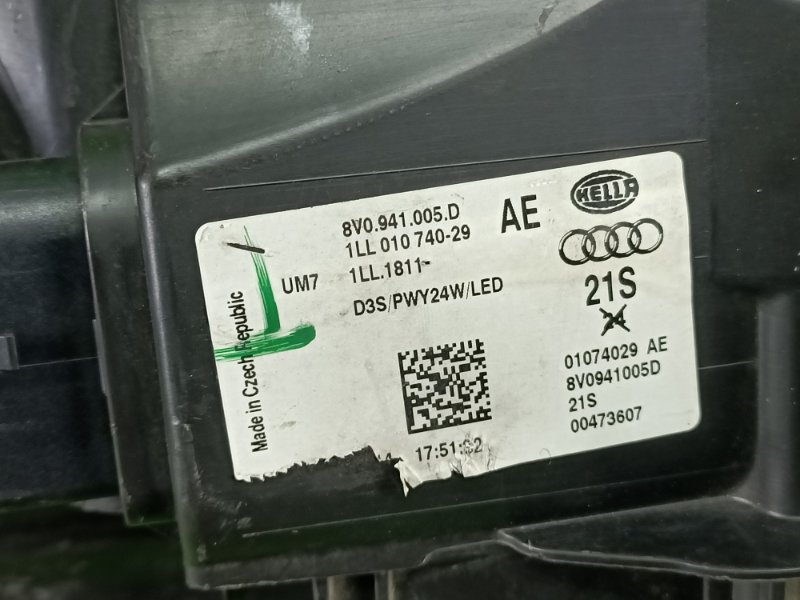 HELLA
8V0.941.005.D
AE
1LL 010 740-29
1LL.1811-
UM7
D3S/PWY24W/LED
21S
Made in Czech Republic
01074029 AE
8V0941005D
21S
00473607
17:51: